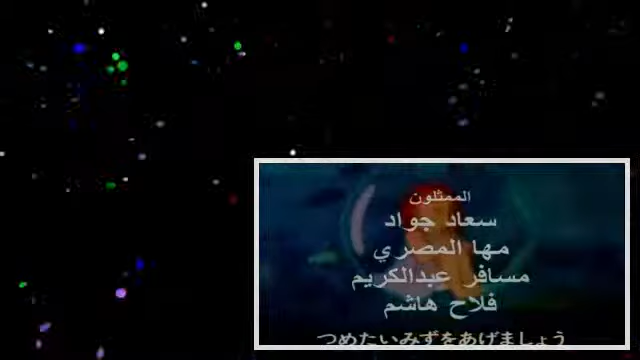 الممثلون
سعاد جواد
مها المصري
مسافر عبدالكريم
فلاح هاشم
つめたいみずをあげましょう